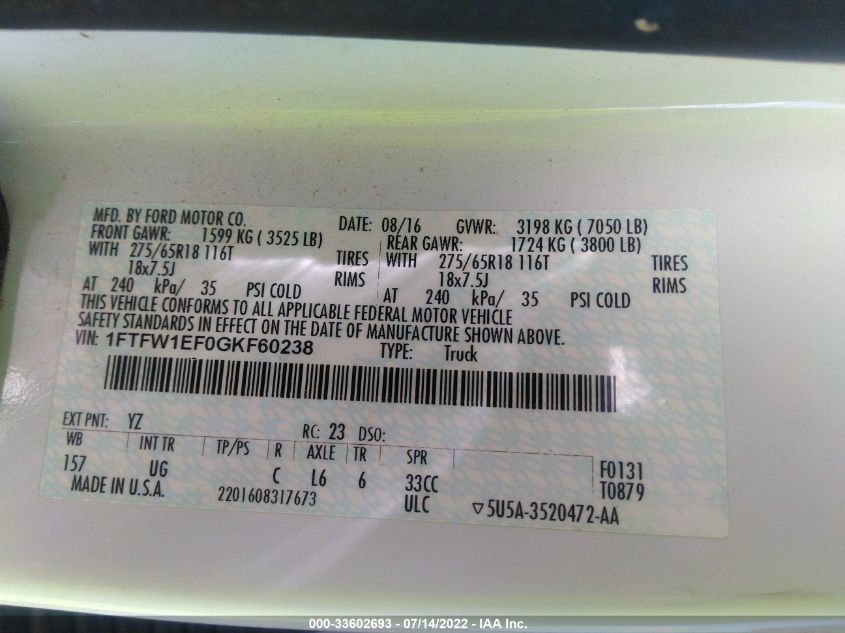 MFD. BY FORD MOTOR CO. DATE: 08/16 GVWR: 3198 KG ( 7050 LB)
FRONT GAWR: 1599 KG ( 3525 LB) REAR GAWR: 1724 KG ( 3800 LB)
WITH 275/65R18 116T TIRES WITH 275/65R18 116T TIRES
18x7.5J RIMS 18x7.5J RIMS
AT 240 kPa/ 35 PSI COLD AT 240 kPa/ 35 PSI COLD
THIS VEHICLE CONFORMS TO ALL APPLICABLE FEDERAL MOTOR VEHICLE
SAFETY STANDARDS IN EFFECT ON THE DATE OF MANUFACTURE SHOWN ABOVE.
VIN: 1FTFW1EF0GKF60238 TYPE: Truck
EXT PNT: YZ RC: 23 DSO:
WB INT TR TP/PS R AXLE TR SPR
157 UG C L6 6 33CC F0131
MADE IN U.S.A. 2201608317673 ULC T0879
▽5U5A-3520472-AA
000-33602693 - 07/14/2022 - IAA Inc.